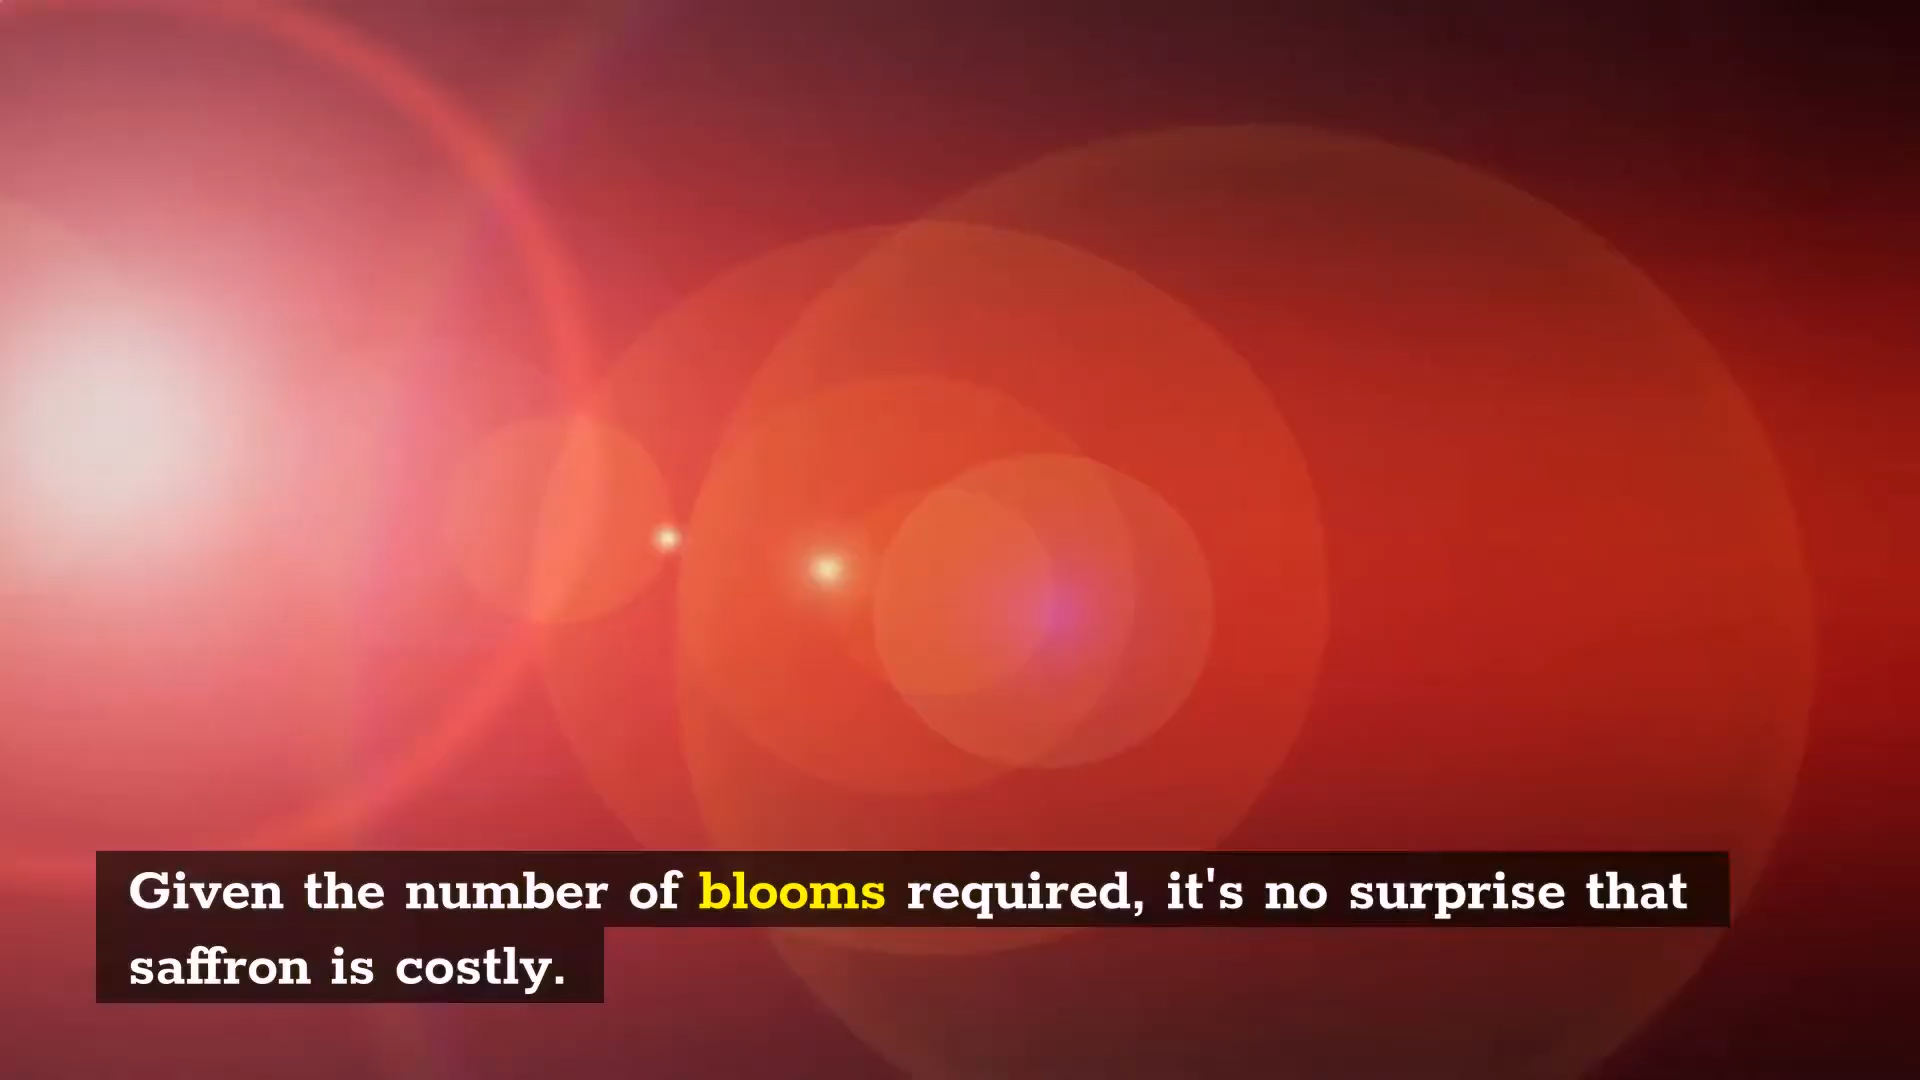 Given the number of blooms required, it's no surprise that
saffron is costly.